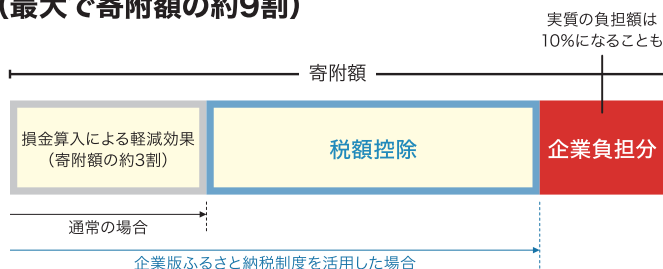 （最大で寄附額の約9割）
実質の負担額は
10%になることも
寄附額
損金算入による軽減効果
（寄附額の約3割）
税額控除
企業負担分
通常の場合
企業版ふるさと納税制度を活用した場合